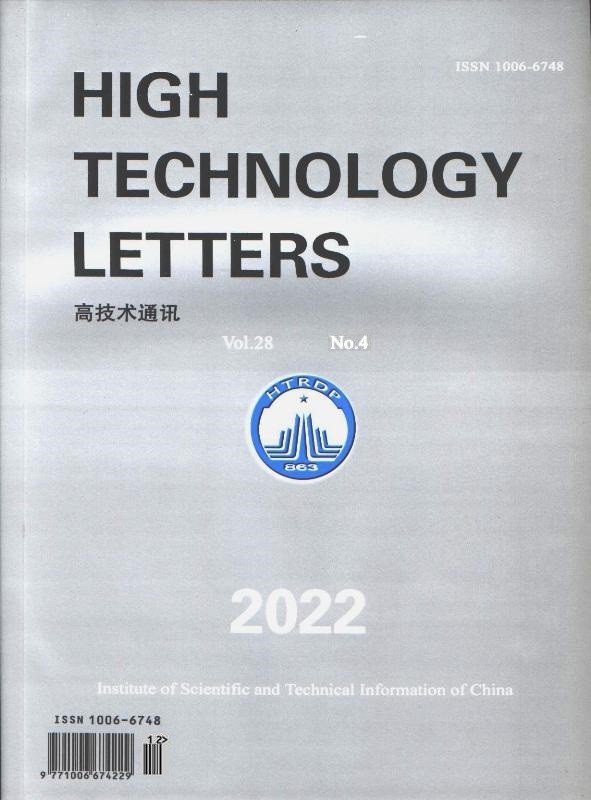 ISSN 1006-6748
HIGH
TECHNOLOGY
LETTERS
高技术通讯
Vol.28 No.4
HTRDP
863
2022
Institute of Scientific and Technical Information of China
ISSN 1006-6748
12>
9 771006 674229